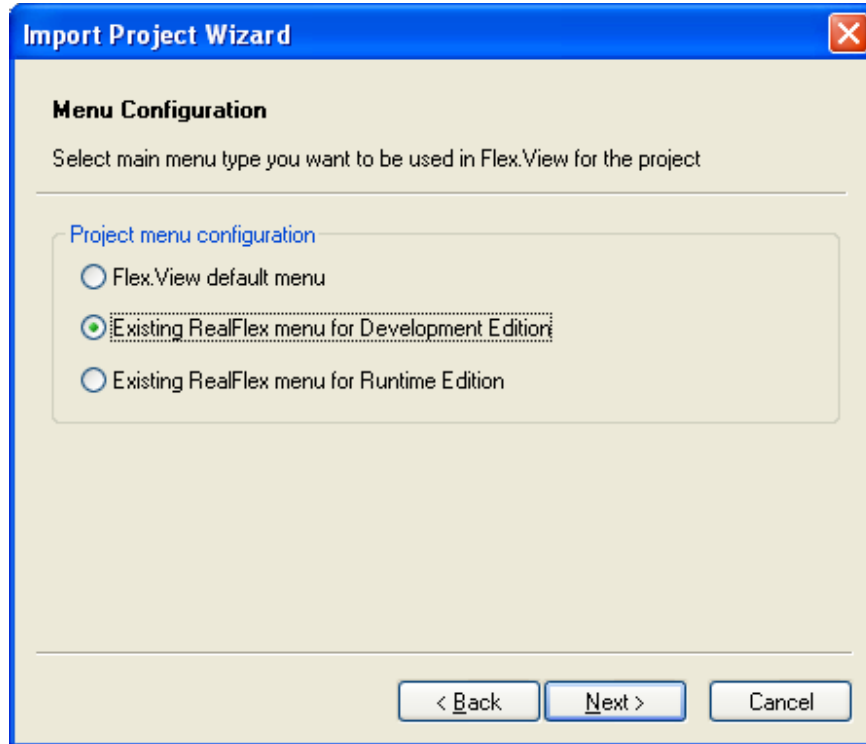 Import Project Wizard
Menu Configuration
Select main menu type you want to be used in Flex.View for the project
Project menu configuration
Flex.View default menu
Existing RealFlex menu for Development Edition
Existing RealFlex menu for Runtime Edition
< Back
Next >
Cancel